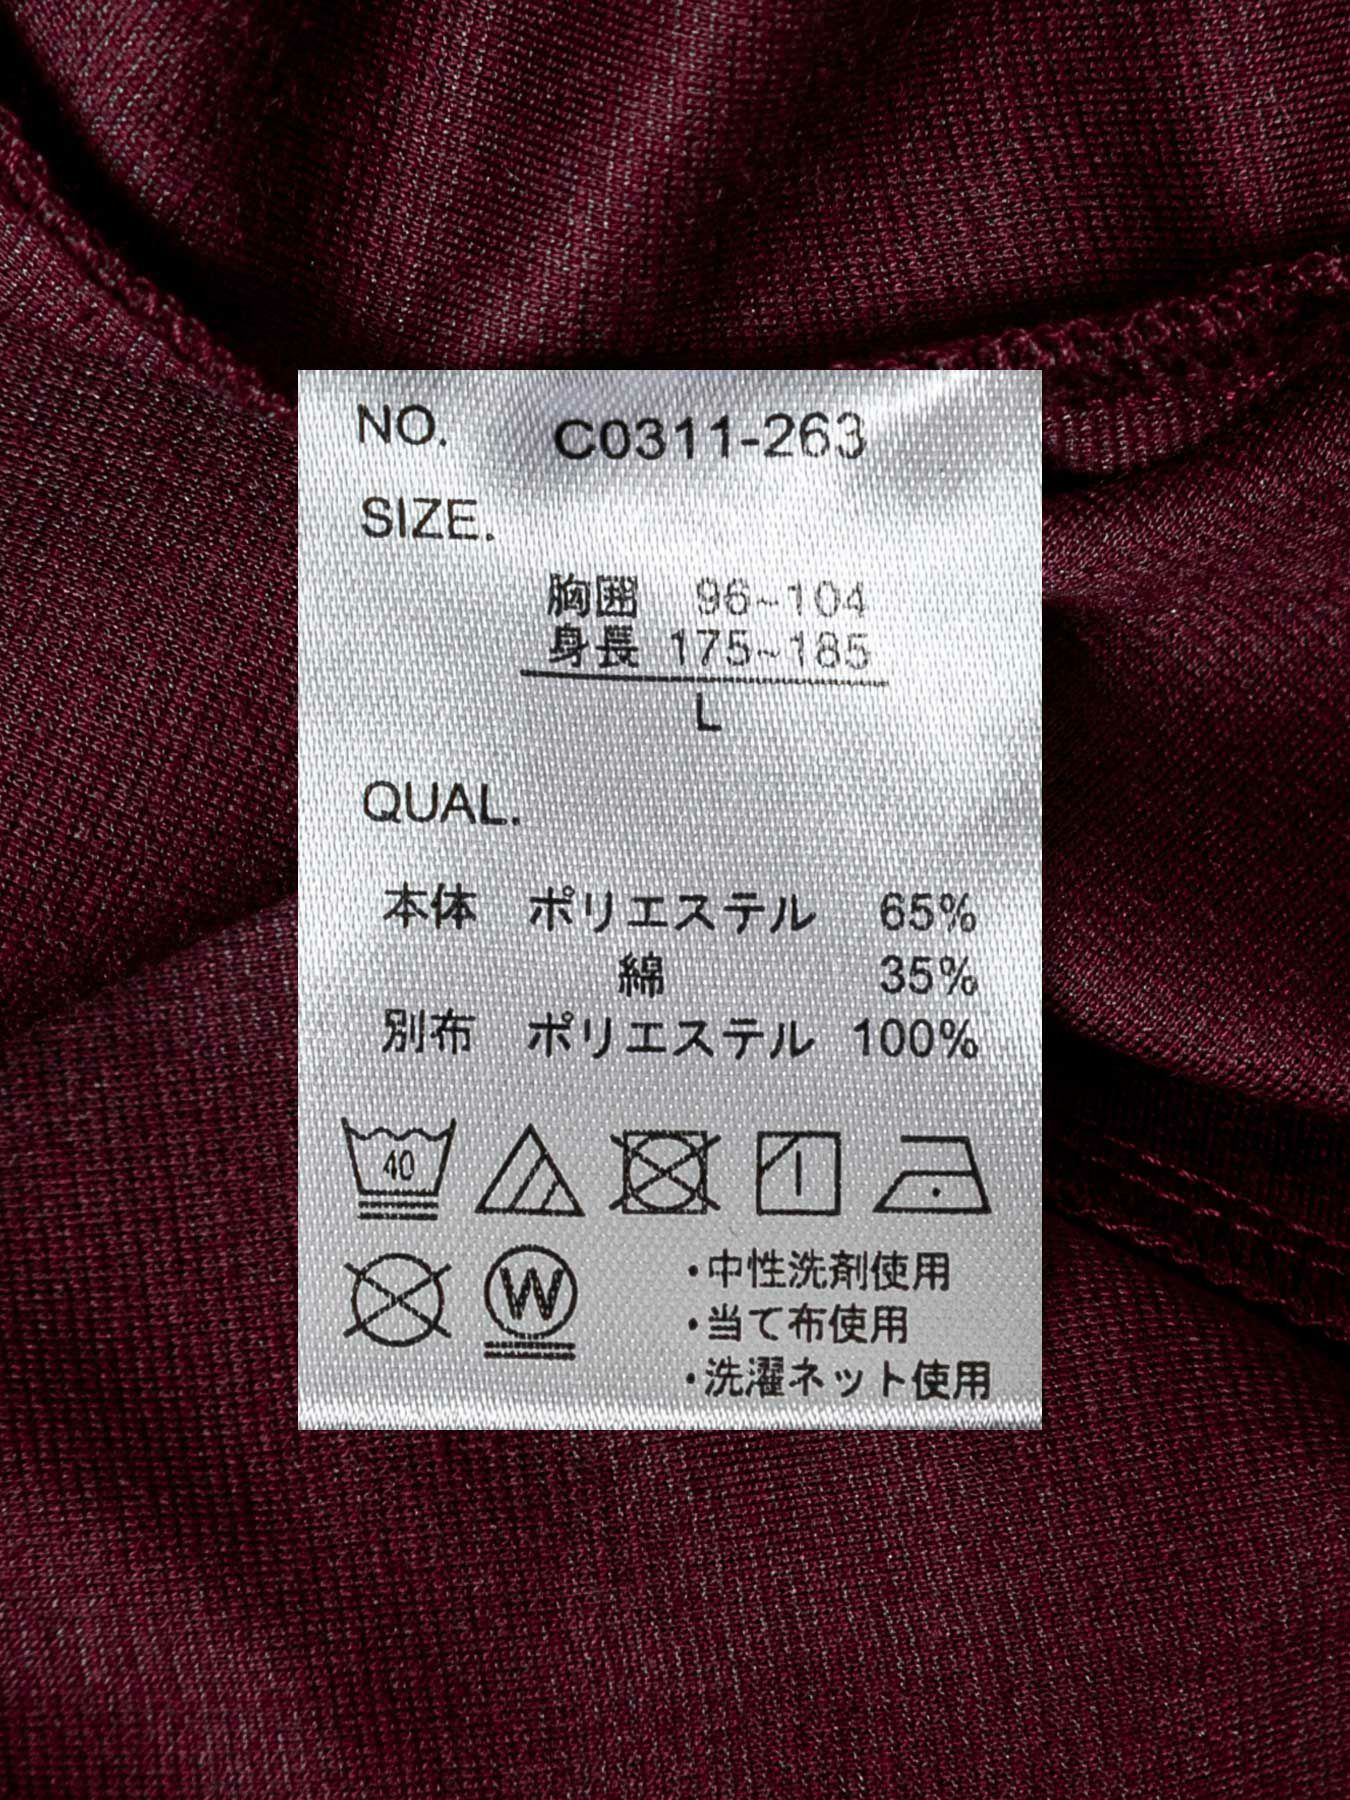 NO. C0311-263
SIZE.
胸囲 96~104
身長 175~185
L
QUAL.
本体 ポリエステル 65%
綿 35%
別布 ポリエステル 100%
40
W
・中性洗剤使用
・当て布使用
・洗濯ネット使用